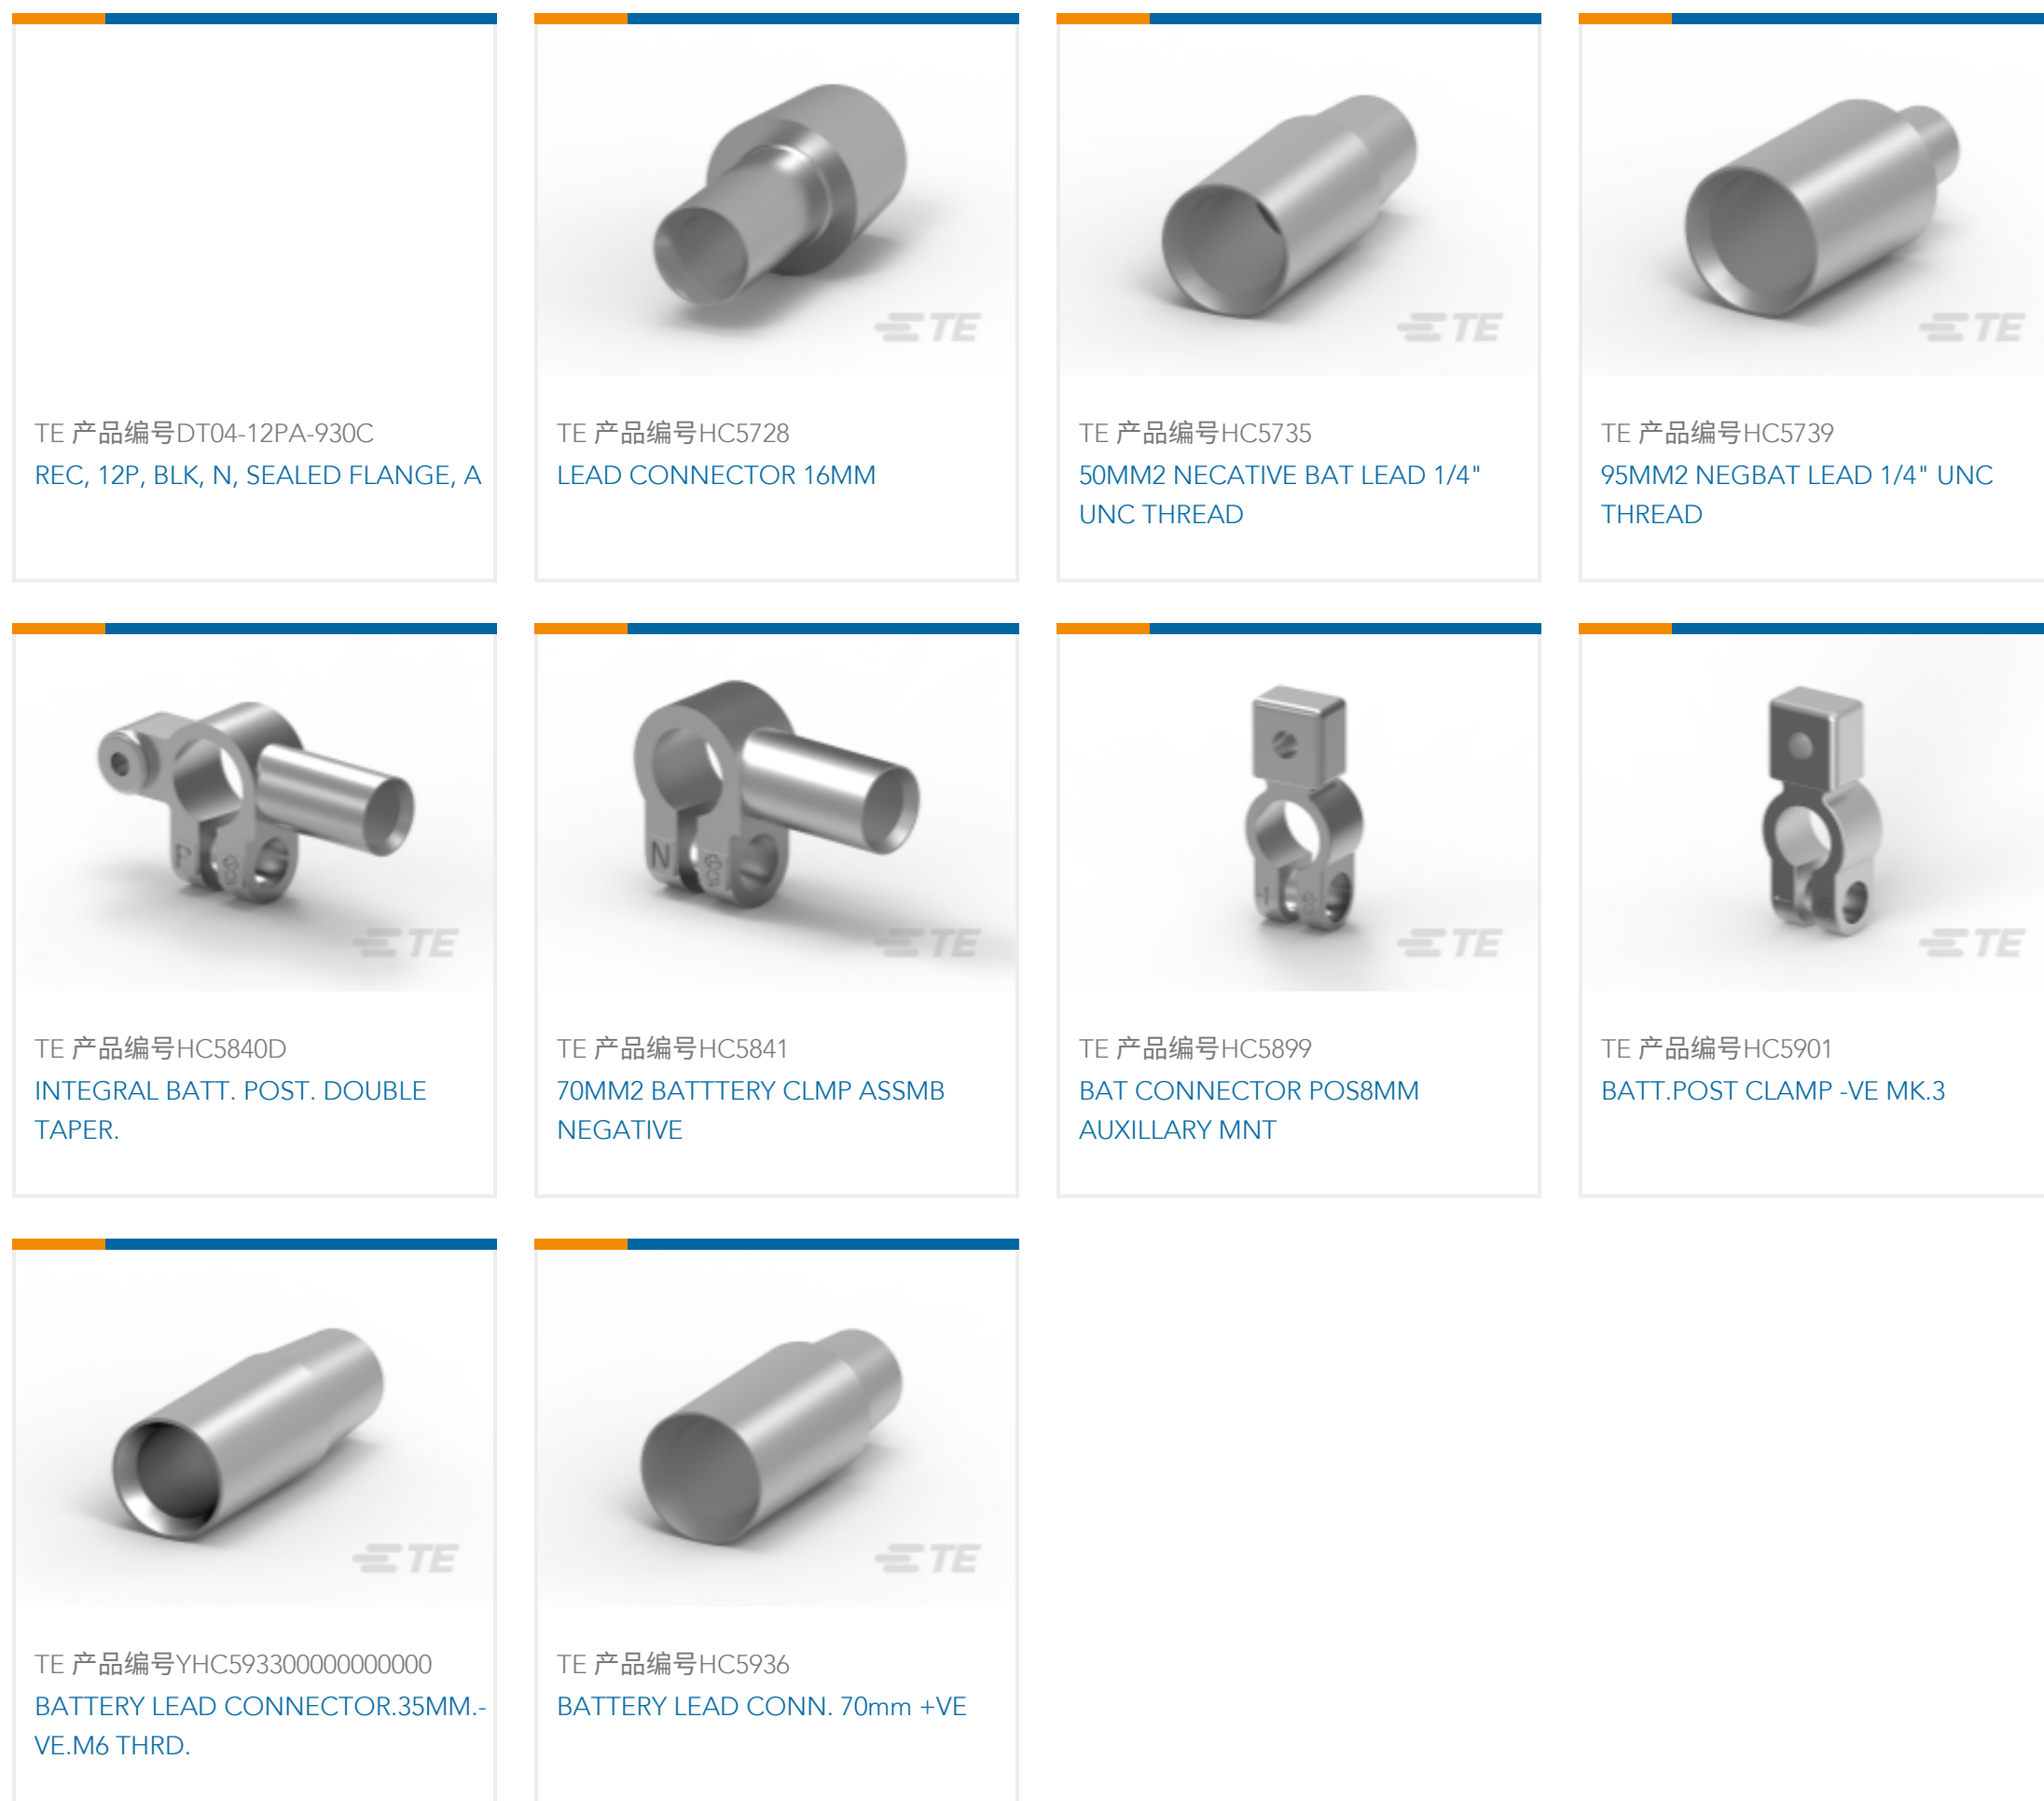 TE
TE
TE
TE 产品编号DT04-12PA-930C
REC, 12P, BLK, N, SEALED FLANGE, A
TE 产品编号HC5728
LEAD CONNECTOR 16MM
TE 产品编号HC5735
50MM2 NECATIVE BAT LEAD 1/4"
UNC THREAD
TE 产品编号HC5739
95MM2 NEGBAT LEAD 1/4" UNC
THREAD
P
TE
N
TE
TE
TE
TE 产品编号HC5840D
INTEGRAL BATT. POST. DOUBLE
TAPER.
TE 产品编号HC5841
70MM2 BATTTERY CLMP ASSMB
NEGATIVE
TE 产品编号HC5899
BAT CONNECTOR POS8MM
AUXILLARY MNT
TE 产品编号HC5901
BATT.POST CLAMP -VE MK.3
TE
TE
TE 产品编号YHC593300000000000
BATTERY LEAD CONNECTOR.35MM.-
VE.M6 THRD.
TE 产品编号HC5936
BATTERY LEAD CONN. 70mm +VE